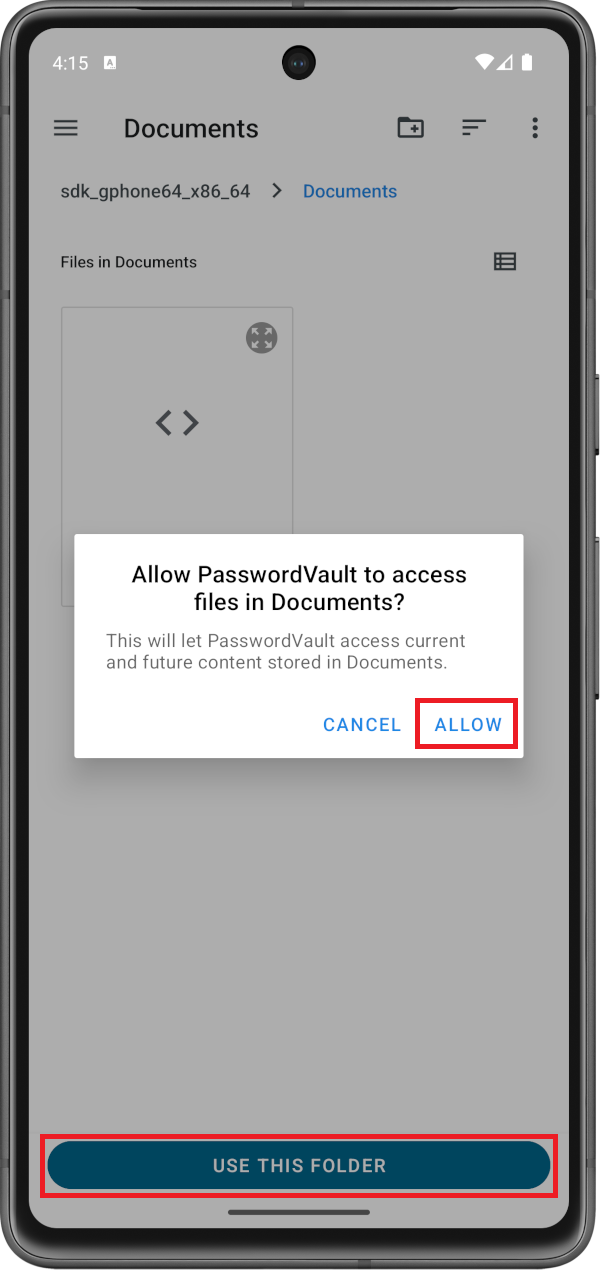 4:15 A
Documents
sdk_gphone64_x86_64 > Documents
Files in Documents
Allow PasswordVault to access
files in Documents?
This will let PasswordVault access current
and future content stored in Documents.
CANCEL ALLOW
USE THIS FOLDER